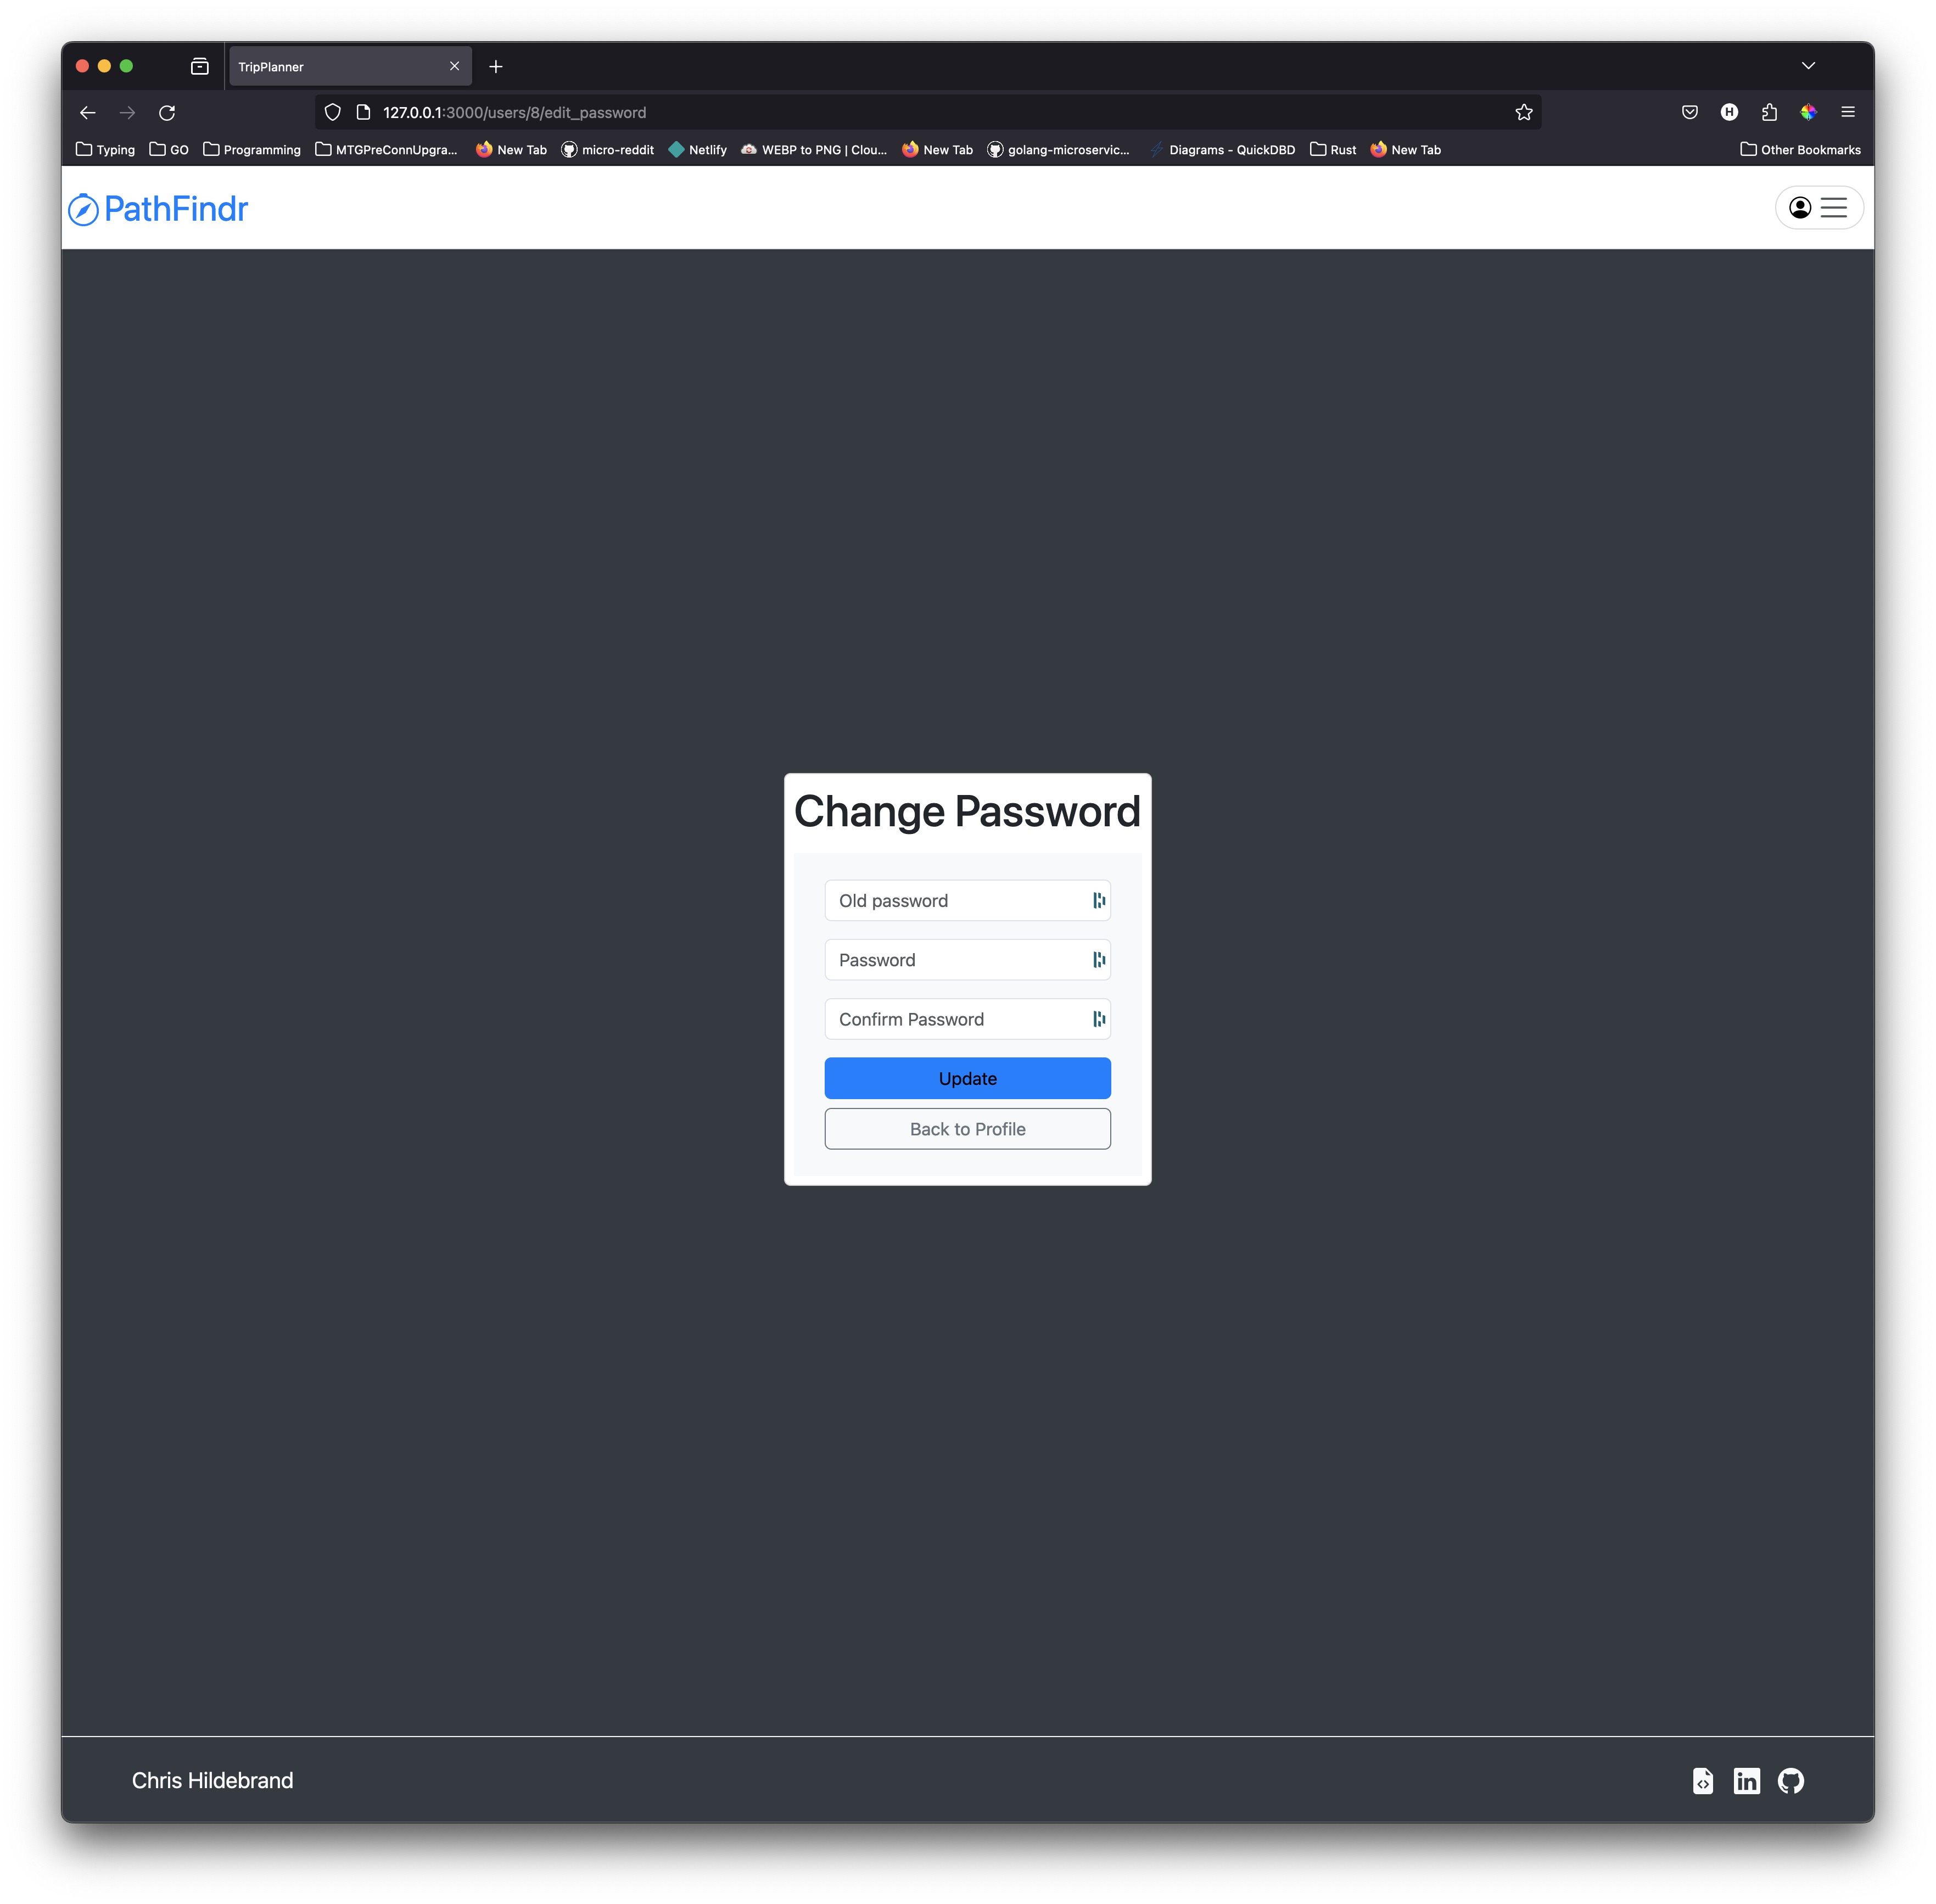 TripPlanner
127.0.0.1:3000/users/8/edit_password
H
Typing GO Programming MTGPreConnUpgra... New Tab micro-reddit Netlify WEBP to PNG | Clou... New Tab golang-microservic... Diagrams - QuickDBD Rust New Tab Other Bookmarks
PathFindr
Change Password
Old password
Password
Confirm Password
Update
Back to Profile
Chris Hildebrand
in